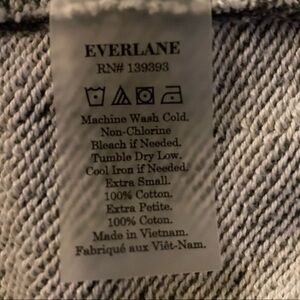 EVERLANE
RN# 139393
Machine Wash Cold.
Non-Chlorine
Bleach if Needed.
Tumble Dry Low.
Cool Iron if Needed.
Extra Small.
100% Cotton.
Extra Petite.
100% Coton.
Made in Vietnam.
Fabriqué aux Viêt-Nam.